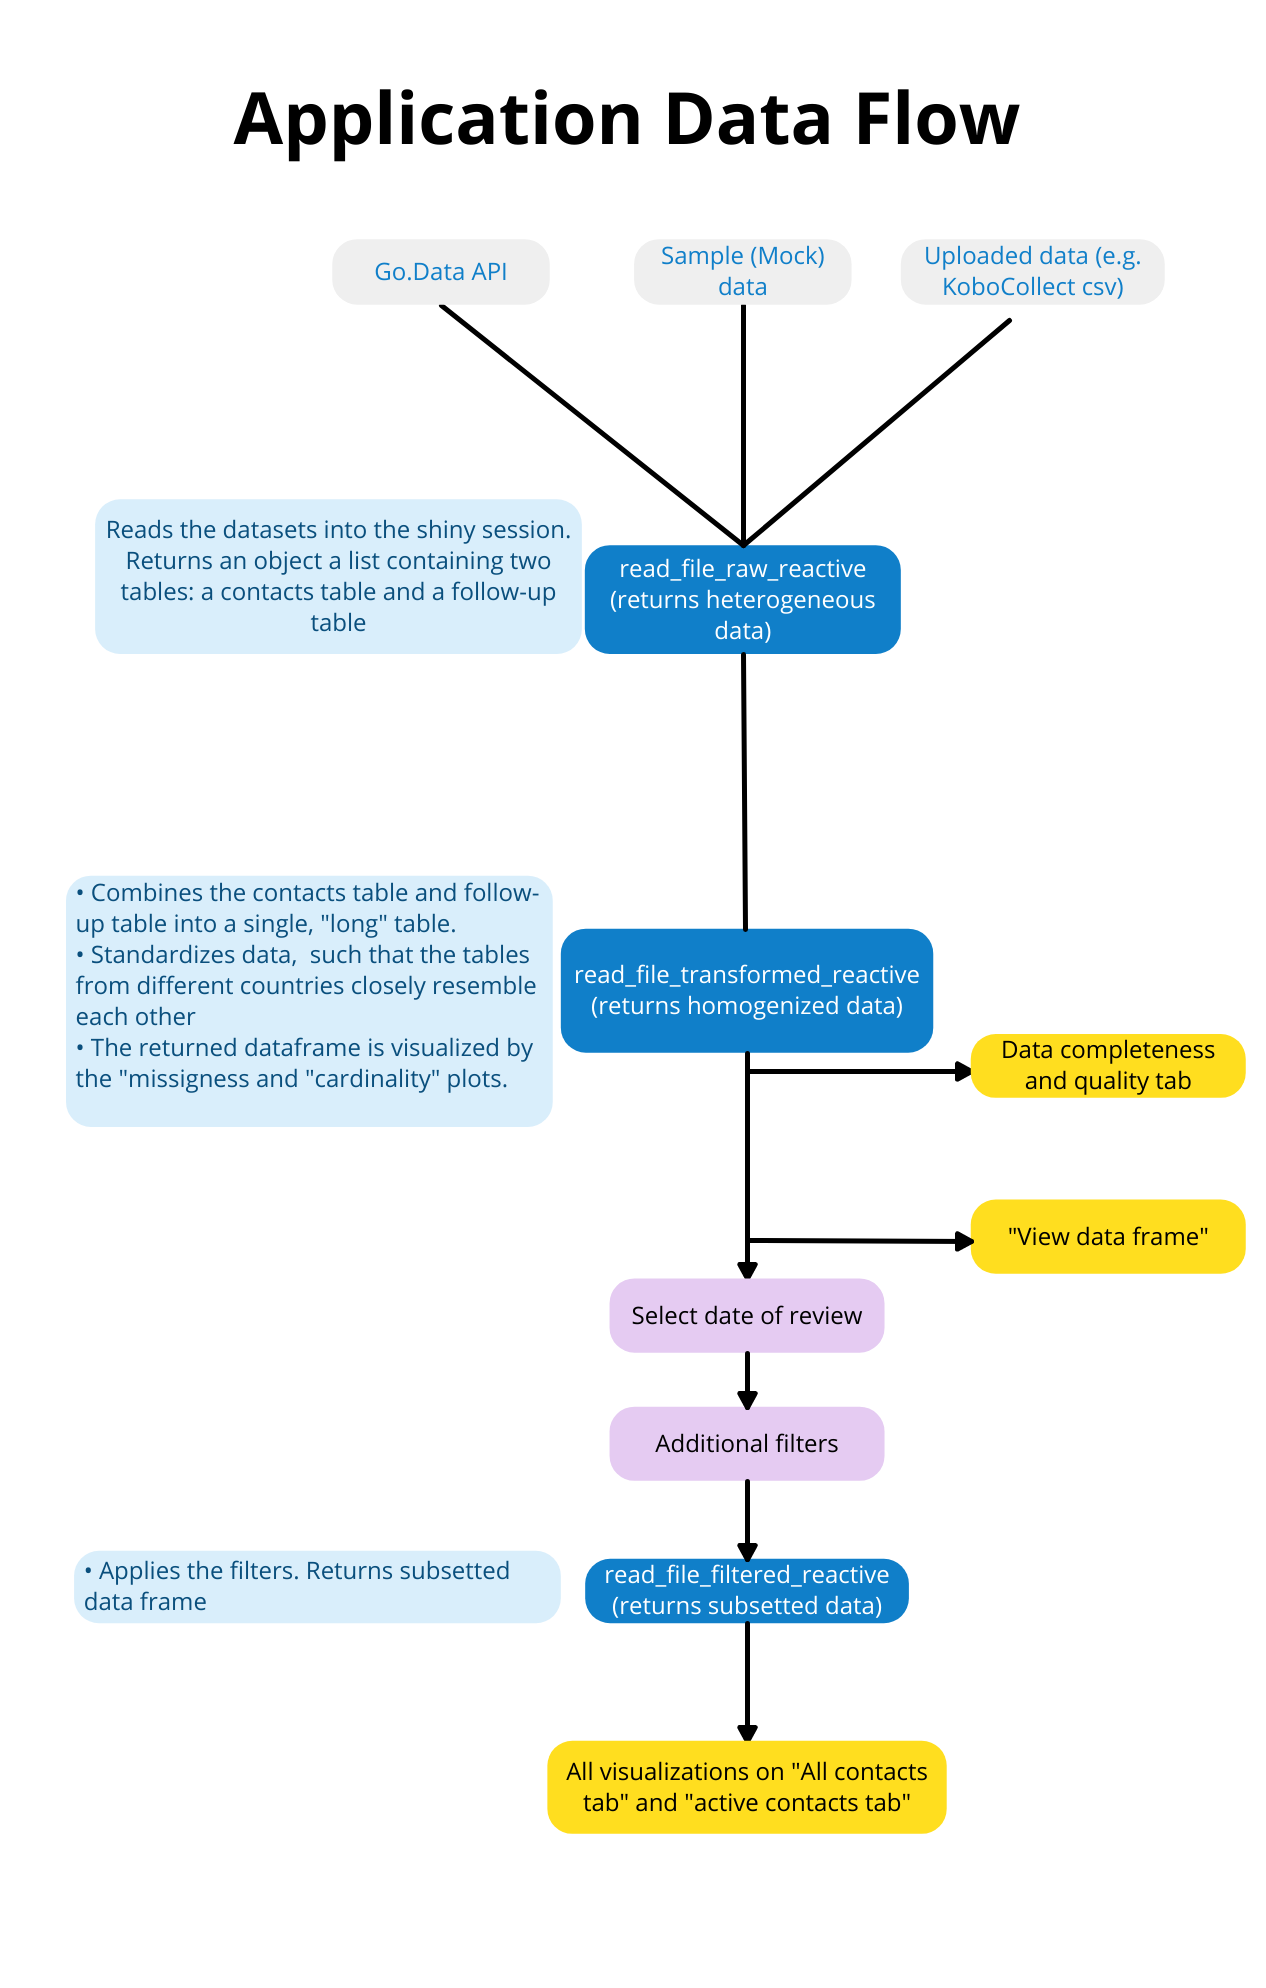 Application Data Flow
Go.Data API
Sample (Mock)
data
Uploaded data (e.g.
KoboCollect csv)
Reads the datasets into the shiny session.
Returns an object a list containing two
tables: a contacts table and a follow-up
table
read_file_raw_reactive
(returns heterogeneous
data)
• Combines the contacts table and follow-
up table into a single, "long" table.
• Standardizes data,  such that the tables
from different countries closely resemble
each other
• The returned dataframe is visualized by
the "missigness and "cardinality" plots.
read_file_transformed_reactive
(returns homogenized data)
Data completeness
and quality tab
"View data frame"
Select date of review
Additional filters
• Applies the filters. Returns subsetted
data frame
read_file_filtered_reactive
(returns subsetted data)
All visualizations on "All contacts
tab" and "active contacts tab"